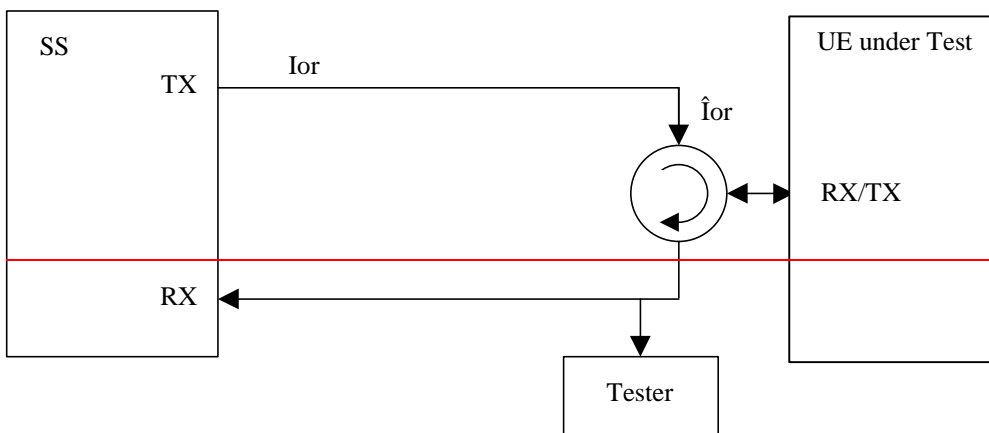 SS
UE under Test
Ior
TX
Îor
RX/TX
RX
Tester